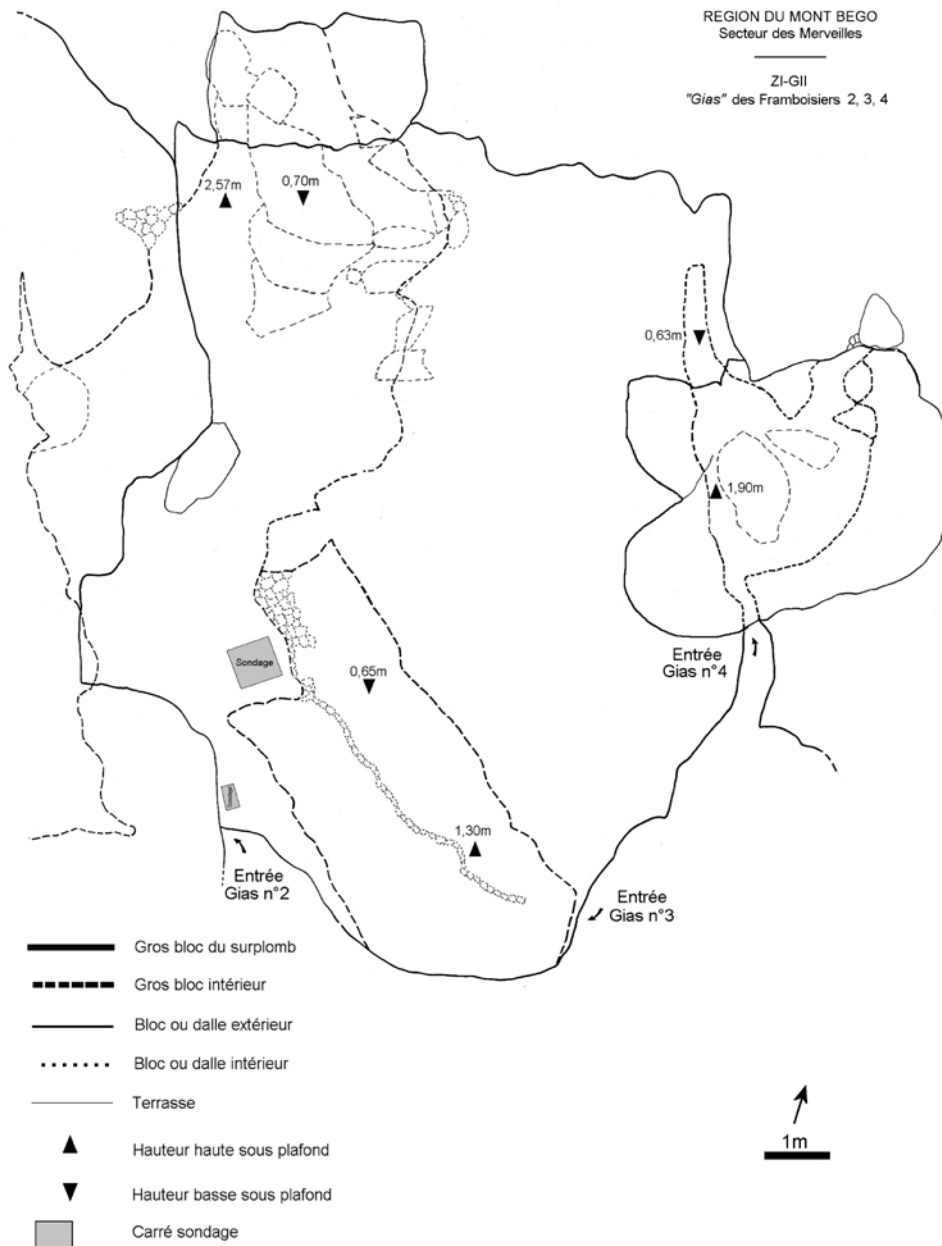 REGION DU MONT BEGO
Secteur des Merveilles
ZI-GII
"Gias" des Framboisiers 2, 3, 4
2,57m
0,70m
0,63m
1,90m
Sondage
0,65m
Entrée
Gias n°4
1,30m
Entrée
Gias n°2
Entrée
Gias n°3
Gros bloc du surplomb
Gros bloc intérieur
Bloc ou dalle extérieur
Bloc ou dalle intérieur
Terrasse
Hauteur haute sous plafond
1m
Hauteur basse sous plafond
Carré sondage